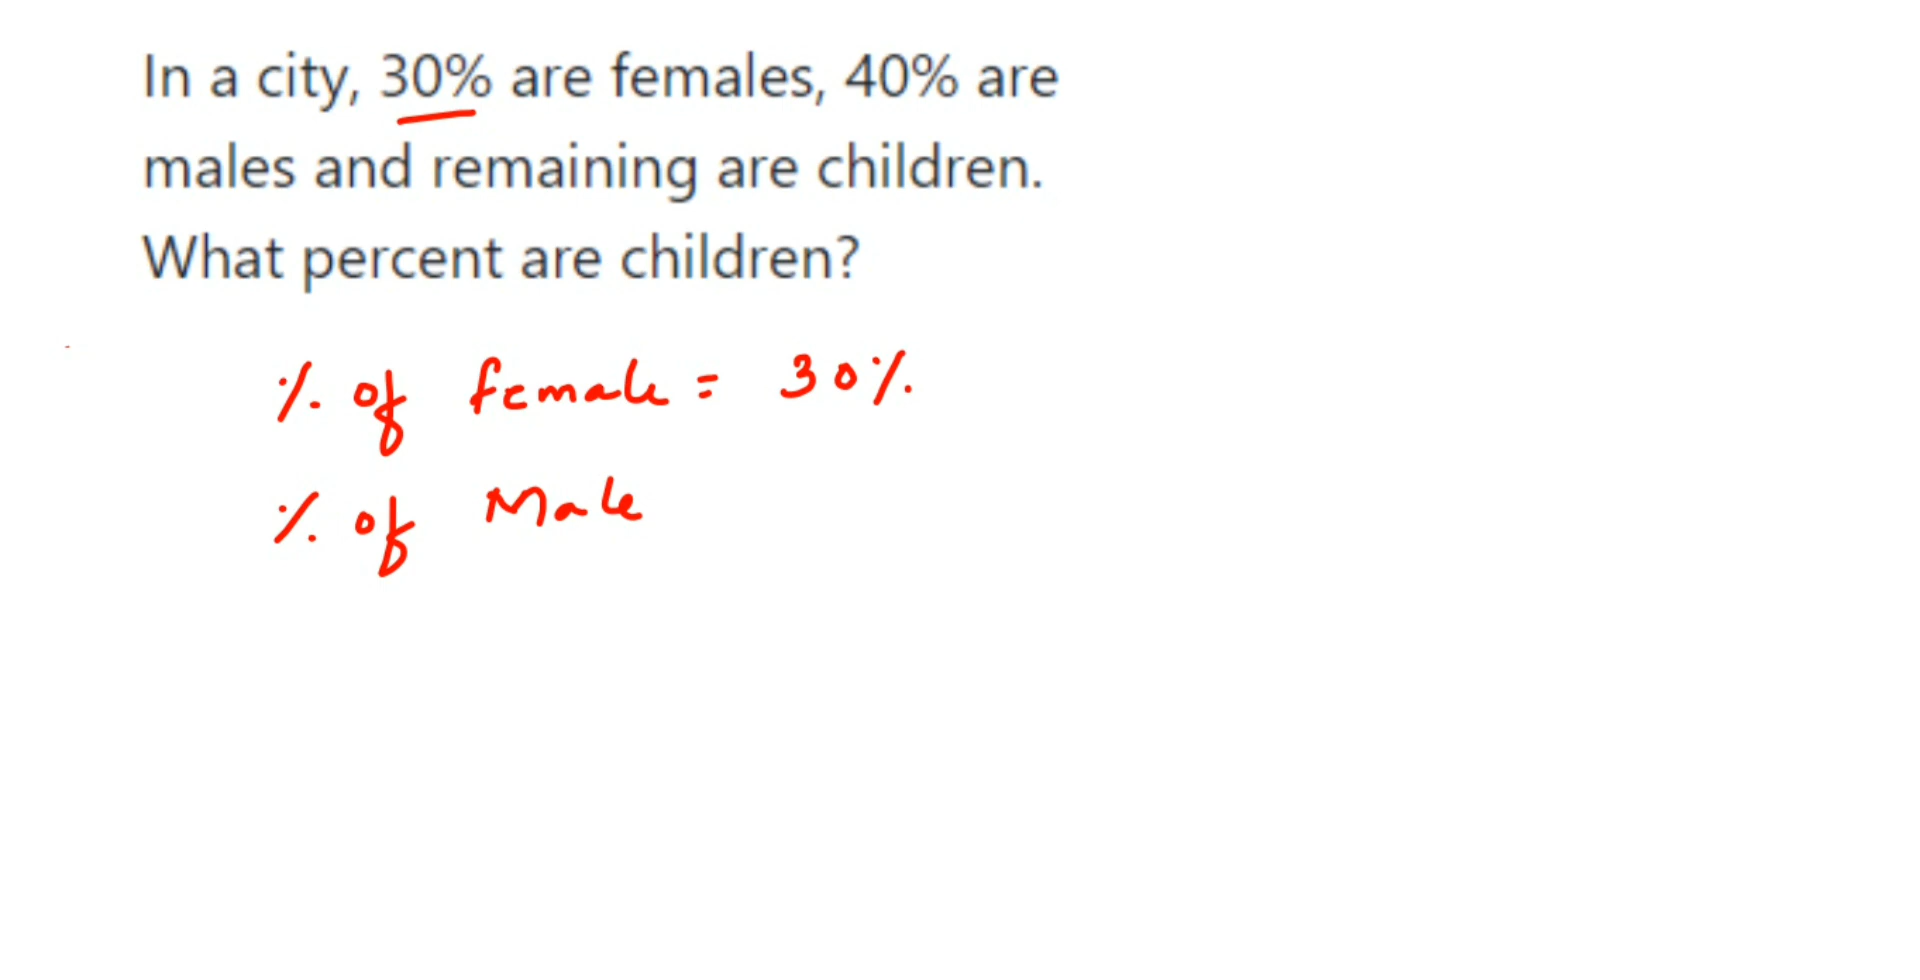 In a city, 30% are females, 40% are
males and remaining are children.
What percent are children?
% of female = 30%
% of Male